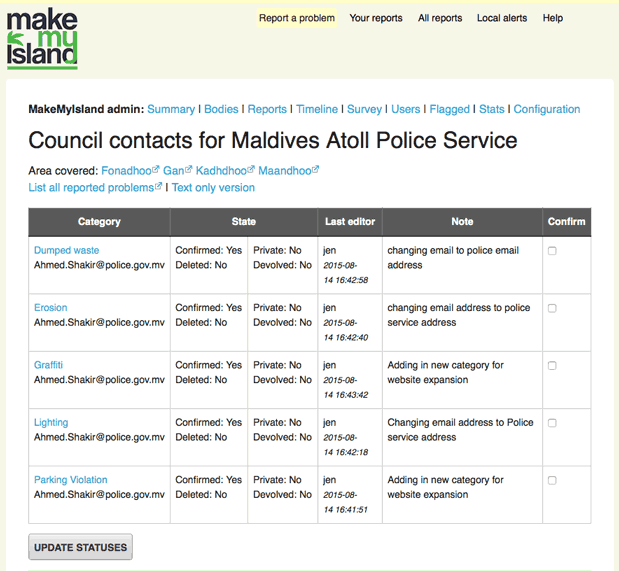 make
my
Island
Report a problem Your reports All reports Local alerts Help
MakeMyIsland admin: Summary | Bodies | Reports | Timeline | Survey | Users | Flagged | Stats | Configuration
Council contacts for Maldives Atoll Police Service
Area covered: Fonadhoo Gan Kadhdhoo Maandhoo
List all reported problems | Text only version
Category State Last editor Note Confirm
Dumped waste Confirmed: Yes Private: No jen changing email to police email
Ahmed.Shakir@police.gov.mv Deleted: No Devolved: No 2015-08- address
14 16:42:58
Erosion Confirmed: Yes Private: No jen changing email address to police
Ahmed.Shakir@police.gov.mv Deleted: No Devolved: No 2015-08- service address
14 16:42:40
Graffiti Confirmed: Yes Private: No jen Adding in new category for
Ahmed.Shakir@police.gov.mv Deleted: No Devolved: No 2015-08- website expansion
14 16:43:42
Lighting Confirmed: Yes Private: No jen Changing email address to Police
Ahmed.Shakir@police.gov.mv Deleted: No Devolved: No 2015-08- service address
14 16:42:18
Parking Violation Confirmed: Yes Private: No jen Adding in new category for
Ahmed.Shakir@police.gov.mv Deleted: No Devolved: No 2015-08- website expansion
14 16:41:51
UPDATE STATUSES